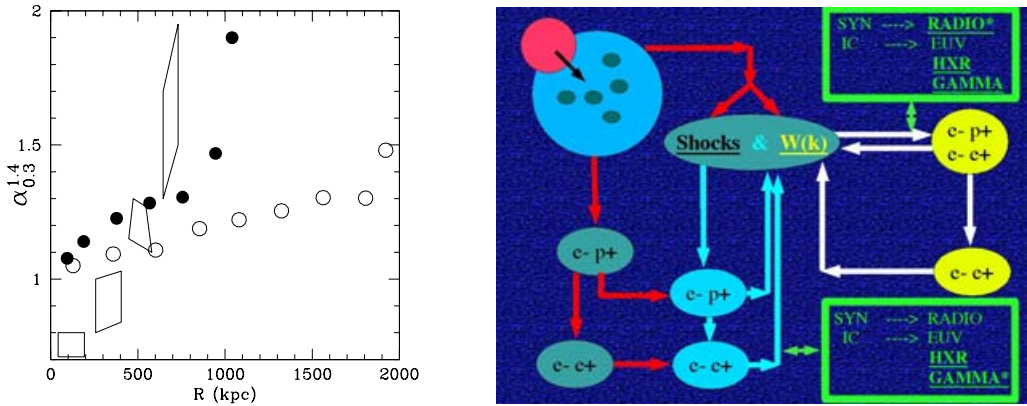 2
1.5
1
α 1.4 0.3
0
500
1000
1500
2000
R (kpc)
SYN ----> RADIO*
IC ----> EUV
HXR
GAMMA
Shocks & W(k)
e- p+
e- e+
e- p+
e- p+
e- e+
e- e+
e- e+
SYN ----> RADIO
IC ----> EUV
HXR
GAMMA*